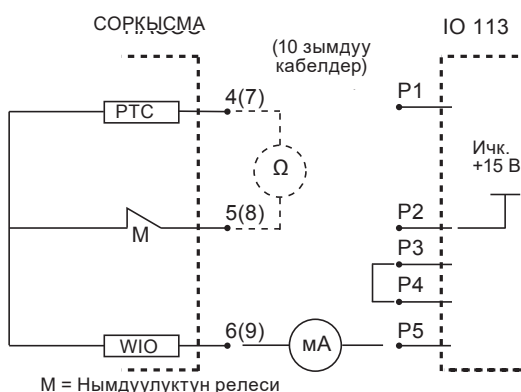 СОРКЫСМА
IO 113
(10 зымдуу
кабелдер)
4(7)
P1
PTC
Ω
Ичк.
+15 В
5(8)
P2
M
P3
P4
6(9)
P5
WIO
мА
M = Нымдуулуктун релеси